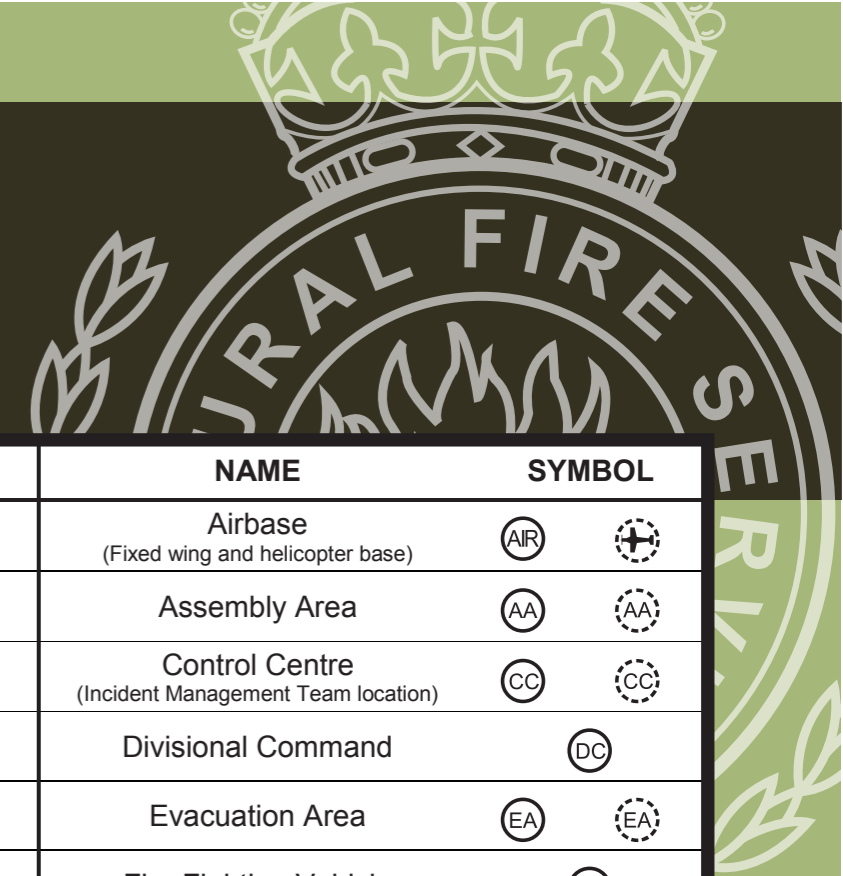 RURAL FIRE SERV
NAME SYMBOL
Airbase AIR
(Fixed wing and helicopter base)
Assembly Area AA AA
Control Centre CC CC
(Incident Management Team location)
Divisional Command DC
Evacuation Area EA EA